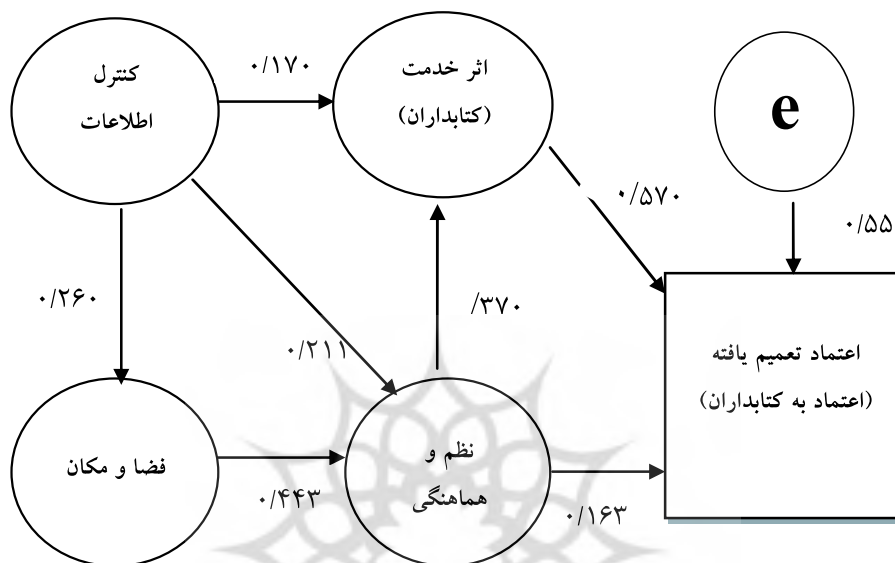 کنترل
اطلاعات
۰/۱۷۰
اثر خدمت
(کتابداران)
e
۰/۵۷۰
۰/۵۵
۰/۲۶۰
۰/۲۱۱
/۳۷۰
اعتماد تعمیم یافته
(اعتماد به کتابداران)
فضا و مکان
۰/۴۴۳
نظم و
هماهنگی
۰/۱۶۳